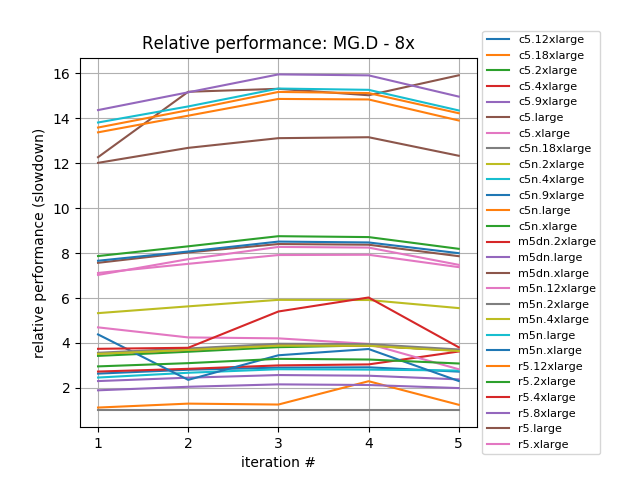 Relative performance: MG.D - 8x
relative performance (slowdown)
16
14
12
10
8
6
4
2
1
2
3
4
5
iteration #
c5.12xlarge
c5.18xlarge
c5.2xlarge
c5.4xlarge
c5.9xlarge
c5.large
c5.xlarge
c5n.18xlarge
c5n.2xlarge
c5n.4xlarge
c5n.9xlarge
c5n.large
c5n.xlarge
m5dn.2xlarge
m5dn.large
m5dn.xlarge
m5n.12xlarge
m5n.2xlarge
m5n.4xlarge
m5n.large
m5n.xlarge
r5.12xlarge
r5.2xlarge
r5.4xlarge
r5.8xlarge
r5.large
r5.xlarge